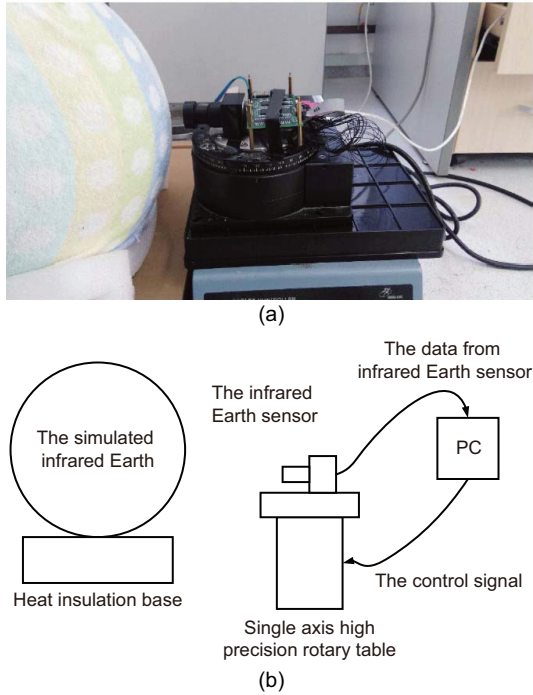 (a)
The data from
infrared Earth sensor
The infrared
Earth sensor
The simulated
infrared Earth
PC
Heat insulation base
The control signal
Single axis high
precision rotary table
(b)